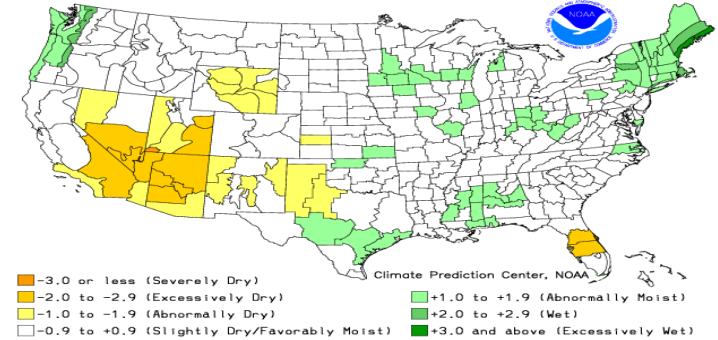 NOAA
Climate Prediction Center, NOAA
-3.0 or less (Severely Dry)
-2.0 to -2.9 (Excessively Dry)
-1.0 to -1.9 (Abnormally Dry)
-0.9 to +0.9 (Slightly Dry/Favorably Moist)
+1.0 to +1.9 (Abnormally Moist)
+2.0 to +2.9 (Wet)
+3.0 and above (Excessively Wet)